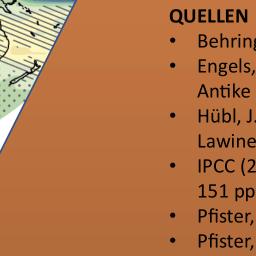 QUELLEN
• Behring
• Engels,
Antike
• Hübl, J.
Lawine
• IPCC (2
151 pp
• Pfister,
• Pfister,